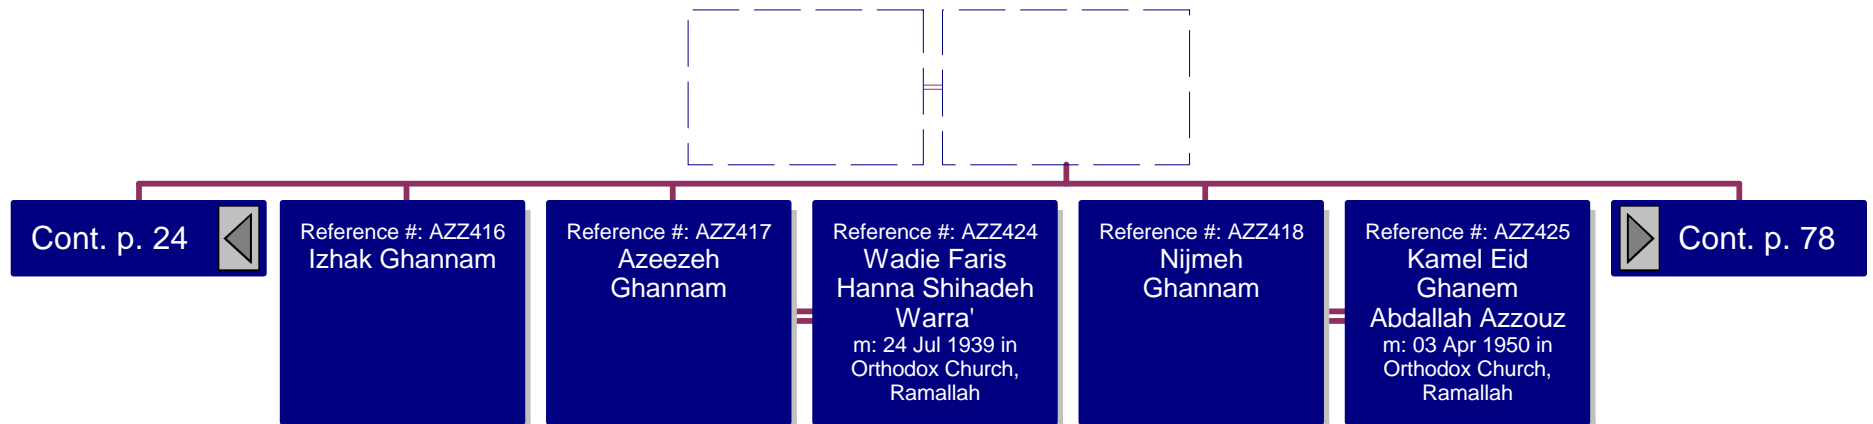 Cont. p. 24
Reference #: AZZ416
Izhak Ghannam
Reference #: AZZ417
Azeezeh
Ghannam
Reference #: AZZ424
Wadie Faris
Hanna Shihadeh
Warra'
m: 24 Jul 1939 in
Orthodox Church,
Ramallah
Reference #: AZZ418
Nijmeh
Ghannam
Reference #: AZZ425
Kamel Eid
Ghanem
Abdallah Azzouz
m: 03 Apr 1950 in
Orthodox Church,
Ramallah
Cont. p. 78